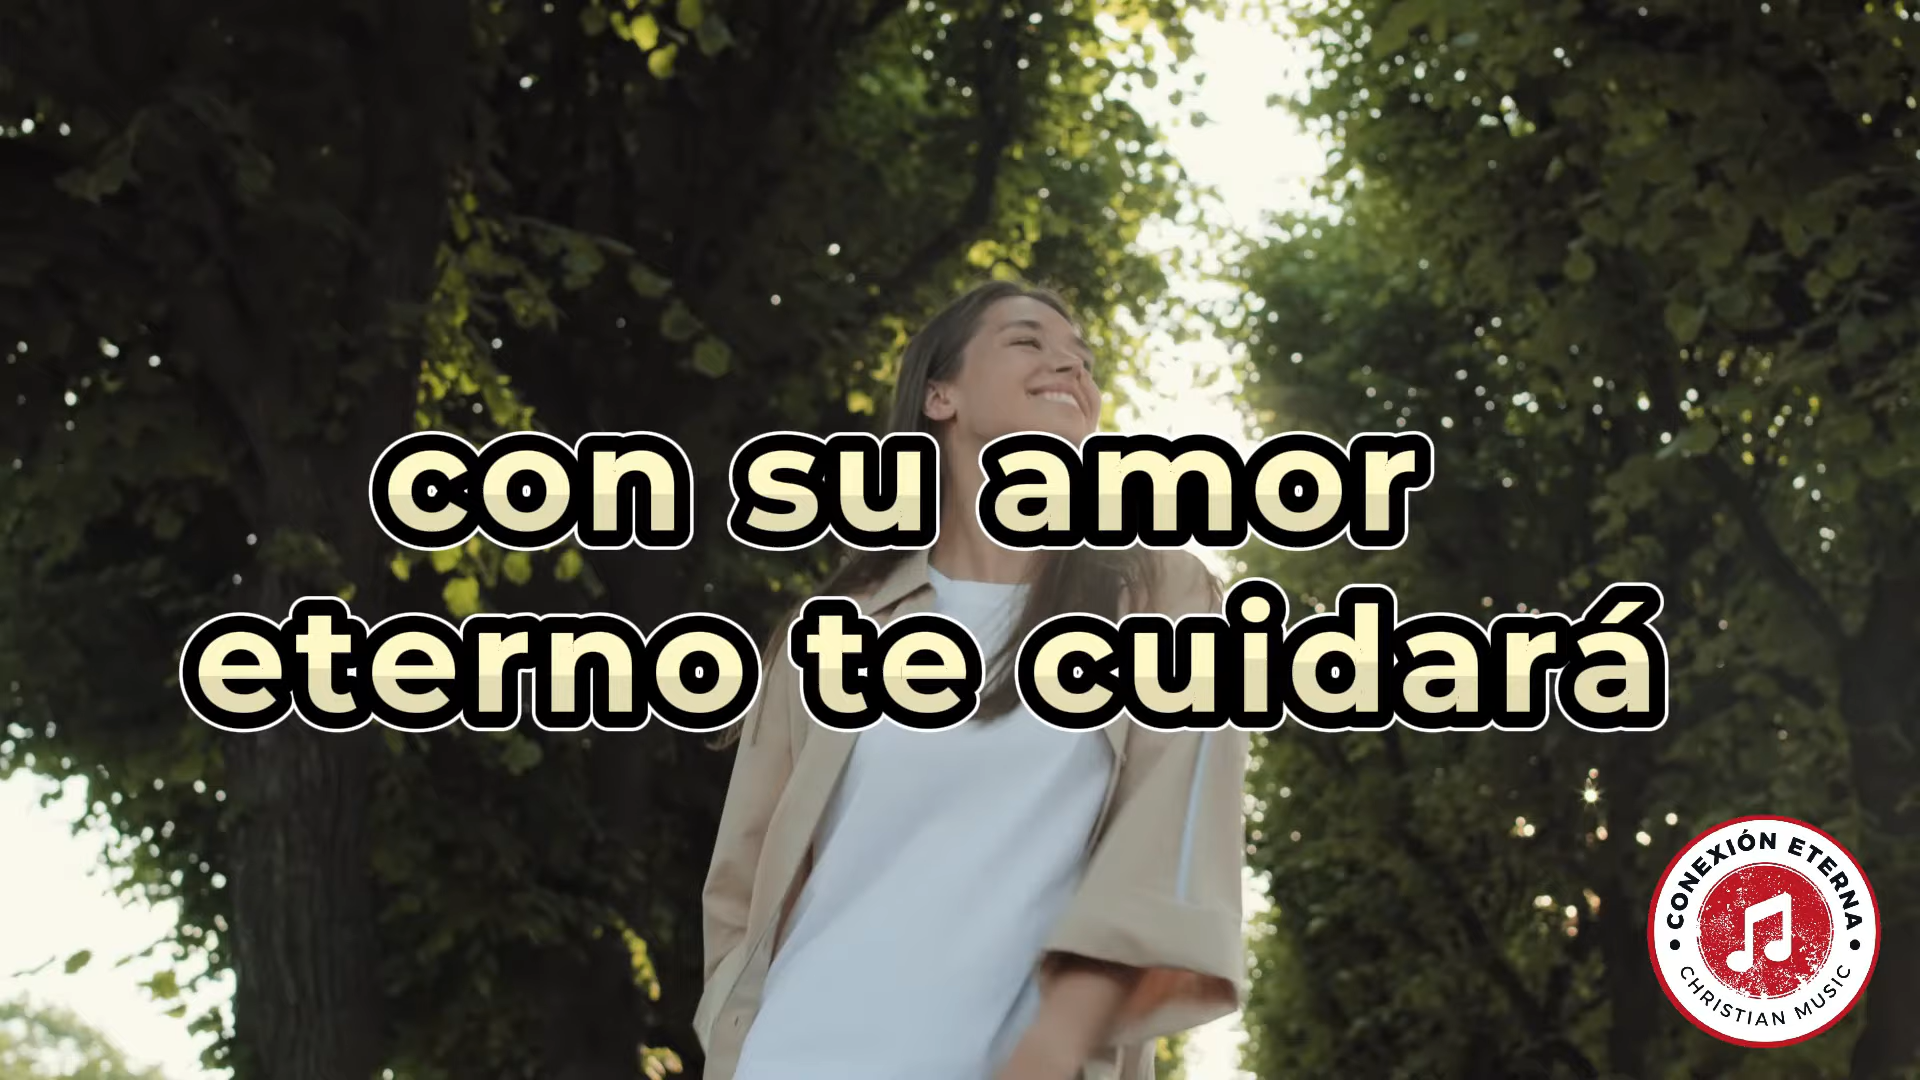 con su amor
eterno te cuidará
CONEXIÓN ETERNA
CHRISTIAN MUSIC